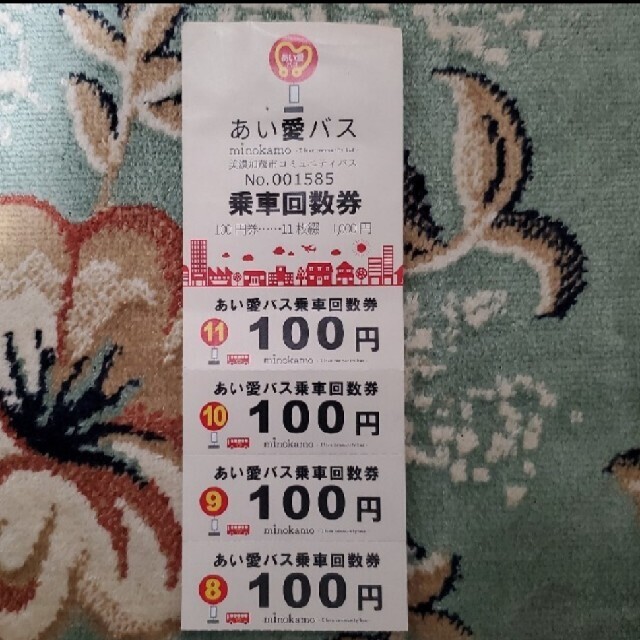 あい愛
あい愛バス
minokamo
美濃加茂市コミュニティバス
No.001585
乗車回数券
100円券……11枚綴 1,000円
あい愛バス乗車回数券
11 100円
minokamo
あい愛バス乗車回数券
10 100円
minokamo
あい愛バス乗車回数券
9 100円
minokamo
あい愛バス乗車回数券
8 100円
minokamo